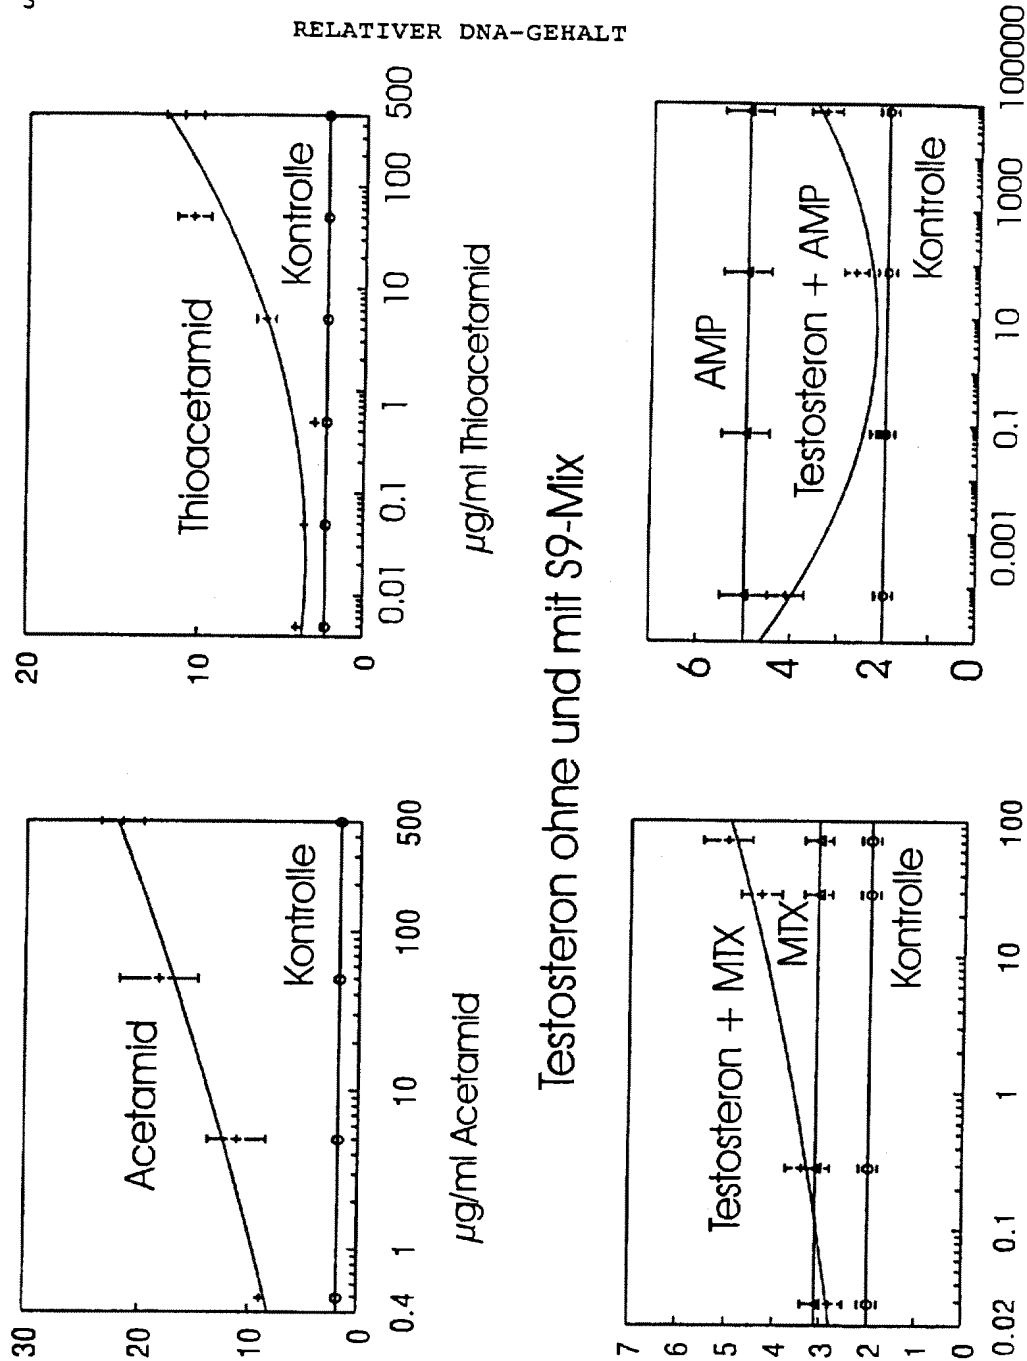 RELATIVER DNA-GEHALT
30
20
10
0
Acetamid
Kontrolle
0.4 1 10 100 500
µg/ml Acetamid
20
10
0
Thioacetamid
Kontrolle
0.01 0.1 1 10 100 500
µg/ml Thioacetamid
Testosteron ohne und mit S9-Mix
7
6
5
4
3
2
1
0
Testosteron + MTX
MTX
Kontrolle
0.02 0.1 1 10 100
6
4
2
0
AMP
Testosteron + AMP
Kontrolle
0.001 0.1 10 1000 100000